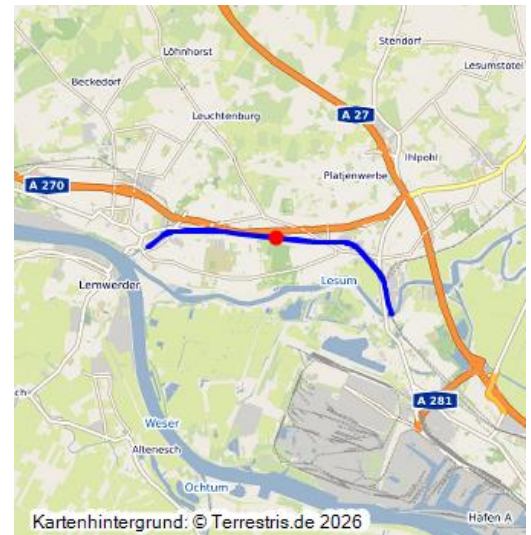 Stendorf
Löhnhorst
Lesumstotel
Beckedorf
Leuchtenburg
A 27
Ihlpohl
Platjenwerbe
A 270
Lesum
Lemwerder
A 281
Weser
Altenesch
Ochtum
Hafen A
Kartenhintergrund: © Terrestris.de 2026